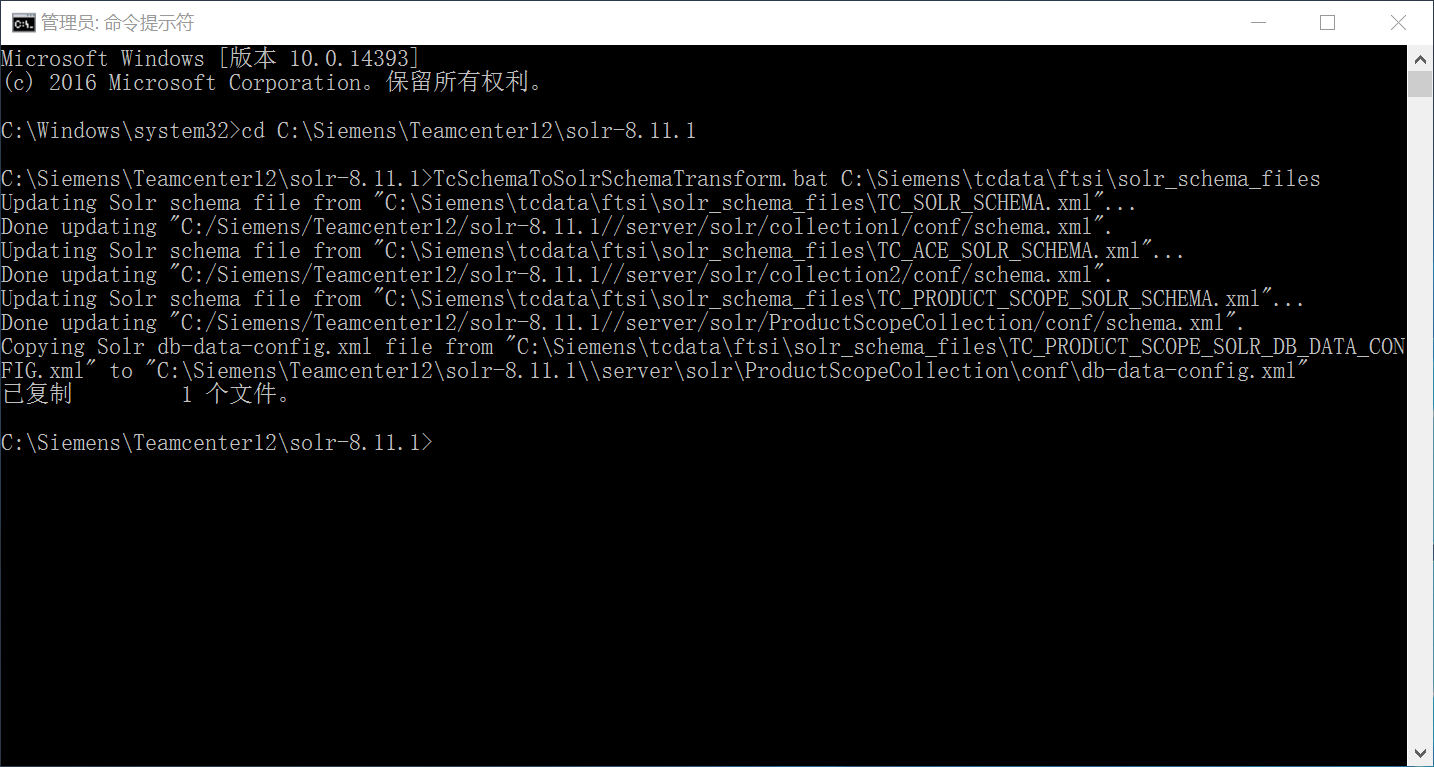 管理员: 命令提示符
Microsoft Windows [版本 10.0.14393]
(c) 2016 Microsoft Corporation。保留所有权利。
C:\Windows\system32>cd C:\Siemens\Teamcenter12\solr-8.11.1
C:\Siemens\Teamcenter12\solr-8.11.1>TcSchemaToSolrSchemaTransform.bat C:\Siemens\tcdata\ftsi\solr_schema_files
Updating Solr schema file from "C:\Siemens\tcdata\ftsi\solr_schema_files\TC_SOLR_SCHEMA.xml"...
Done updating "C:/Siemens/Teamcenter12/solr-8.11.1//server/solr/collection1/conf/schema.xml".
Updating Solr schema file from "C:\Siemens\tcdata\ftsi\solr_schema_files\TC_ACE_SOLR_SCHEMA.xml"...
Done updating "C:/Siemens/Teamcenter12/solr-8.11.1//server/solr/collection2/conf/schema.xml".
Updating Solr schema file from "C:\Siemens\tcdata\ftsi\solr_schema_files\TC_PRODUCT_SCOPE_SOLR_SCHEMA.xml"...
Done updating "C:/Siemens/Teamcenter12/solr-8.11.1//server/solr/ProductScopeCollection/conf/schema.xml".
Copying Solr db-data-config.xml file from "C:\Siemens\tcdata\ftsi\solr_schema_files\TC_PRODUCT_SCOPE_SOLR_DB_DATA_CON
FIG.xml" to "C:\Siemens\Teamcenter12\solr-8.11.1\\server\solr\ProductScopeCollection\conf\db-data-config.xml"
已复制         1 个文件。
C:\Siemens\Teamcenter12\solr-8.11.1>